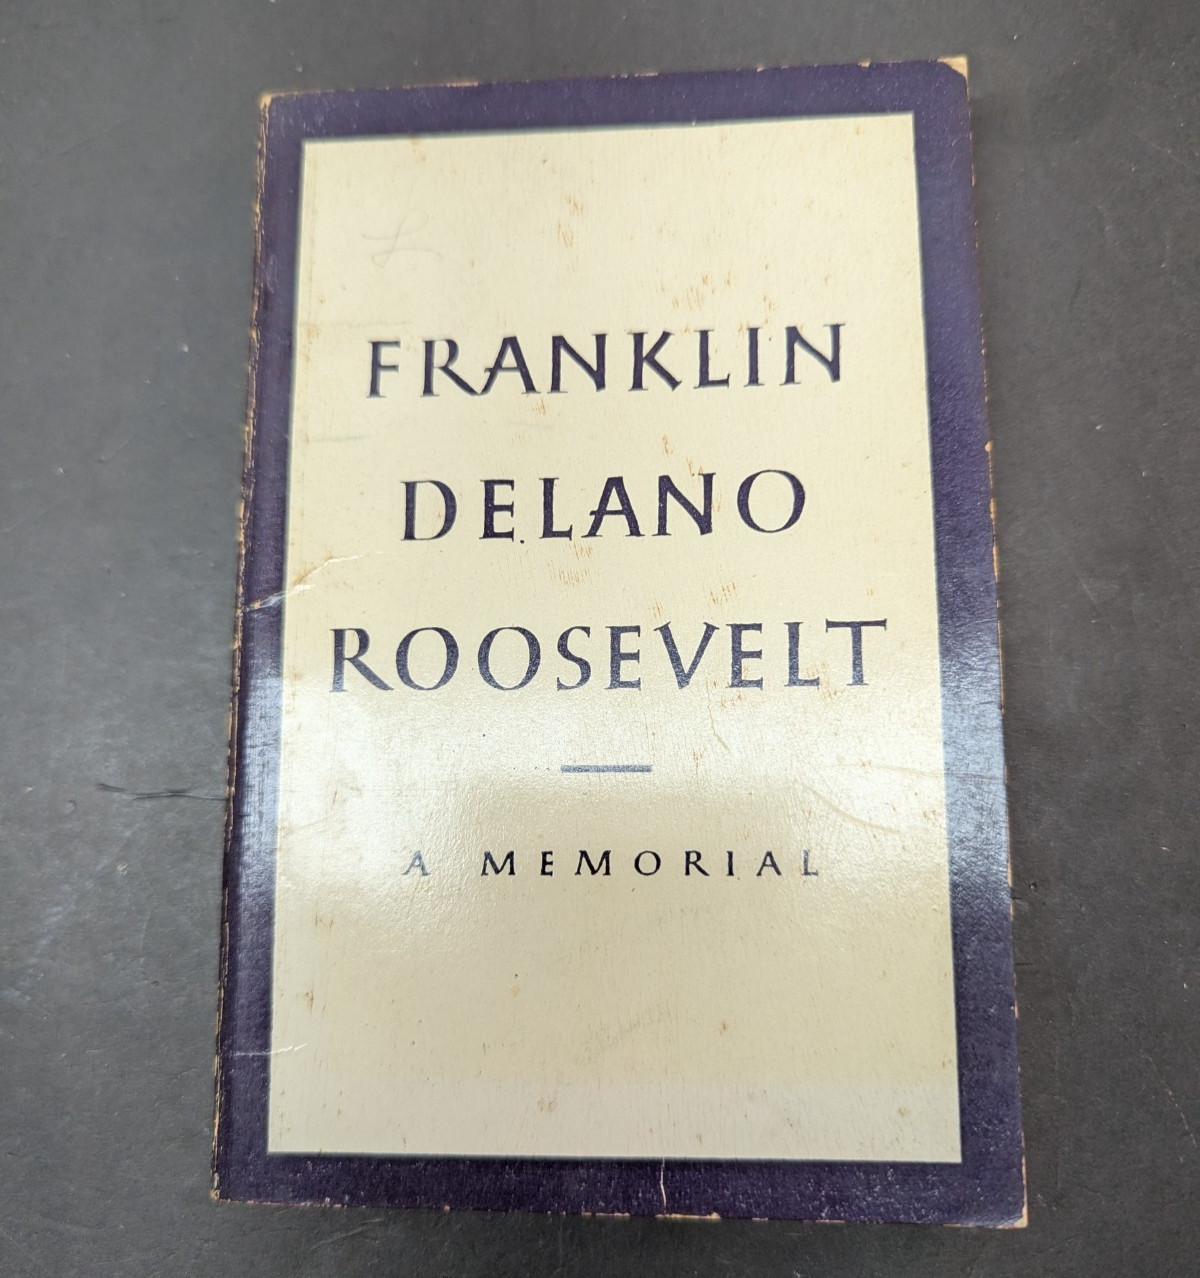 FRANKLIN
DELANO
ROOSEVELT
A MEMORIAL